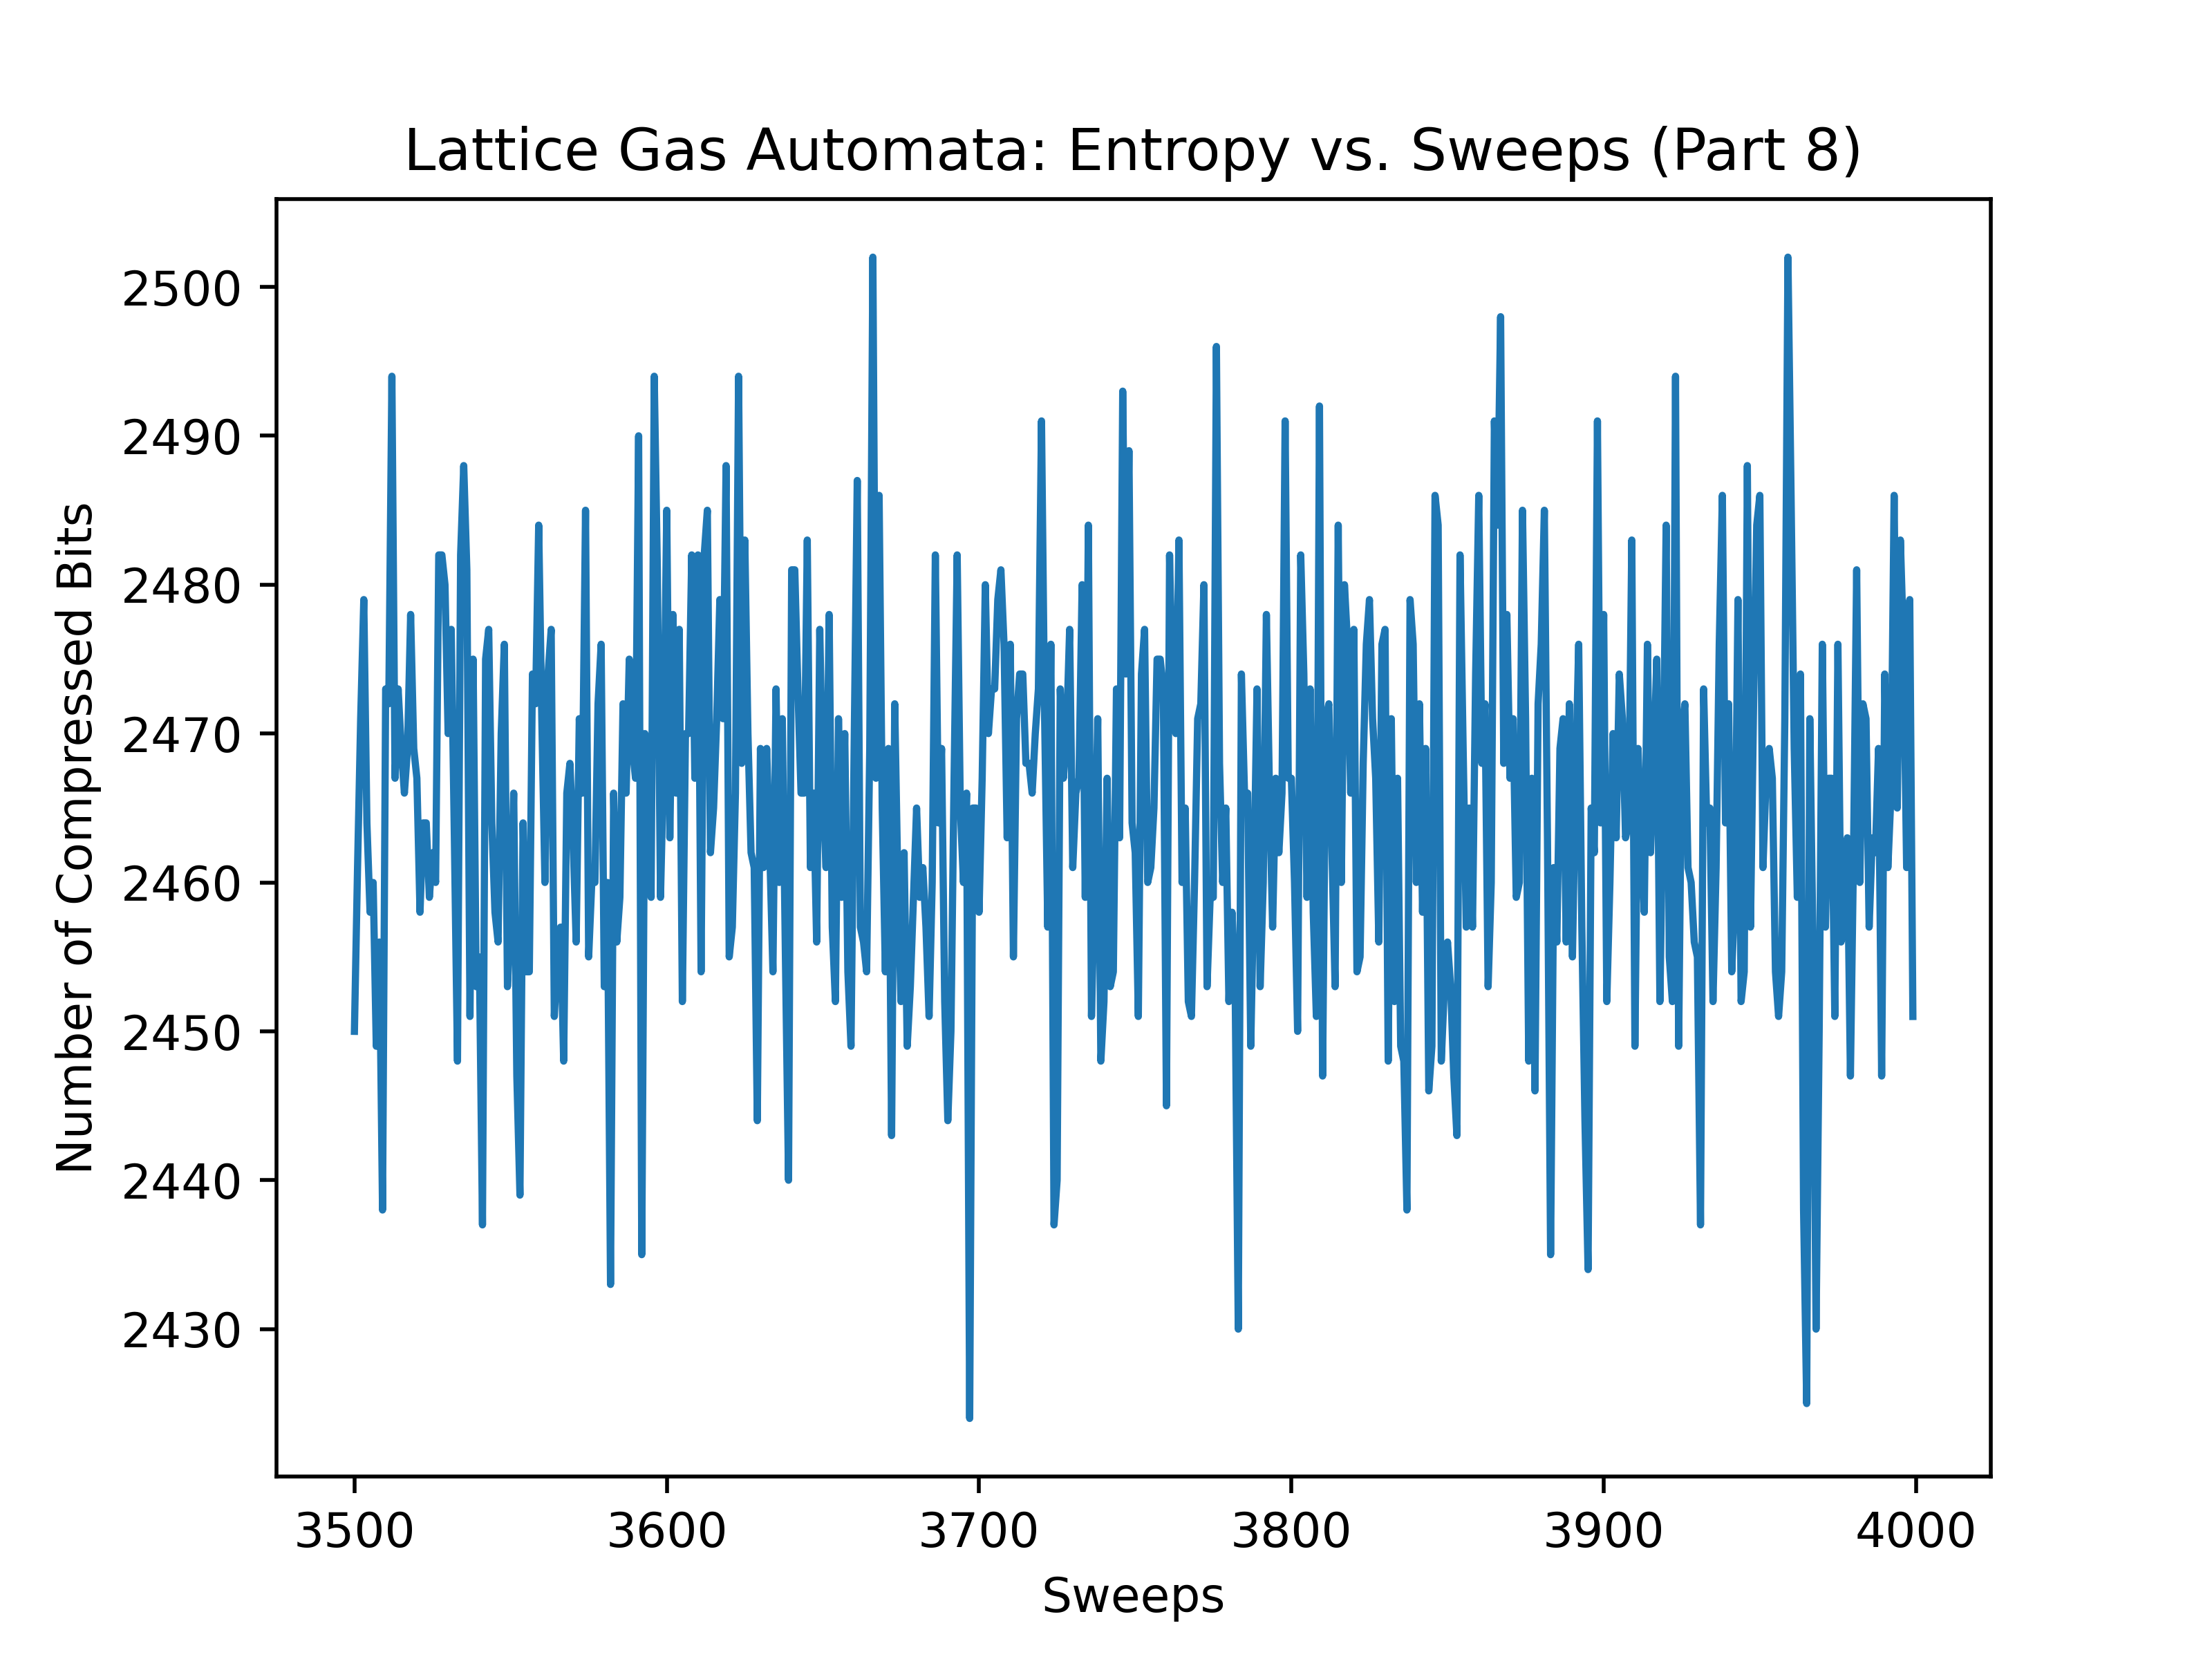 Lattice Gas Automata: Entropy vs. Sweeps (Part 8)
Number of Compressed Bits
2500
2490
2480
2470
2460
2450
2440
2430
3500 3600 3700 3800 3900 4000
Sweeps